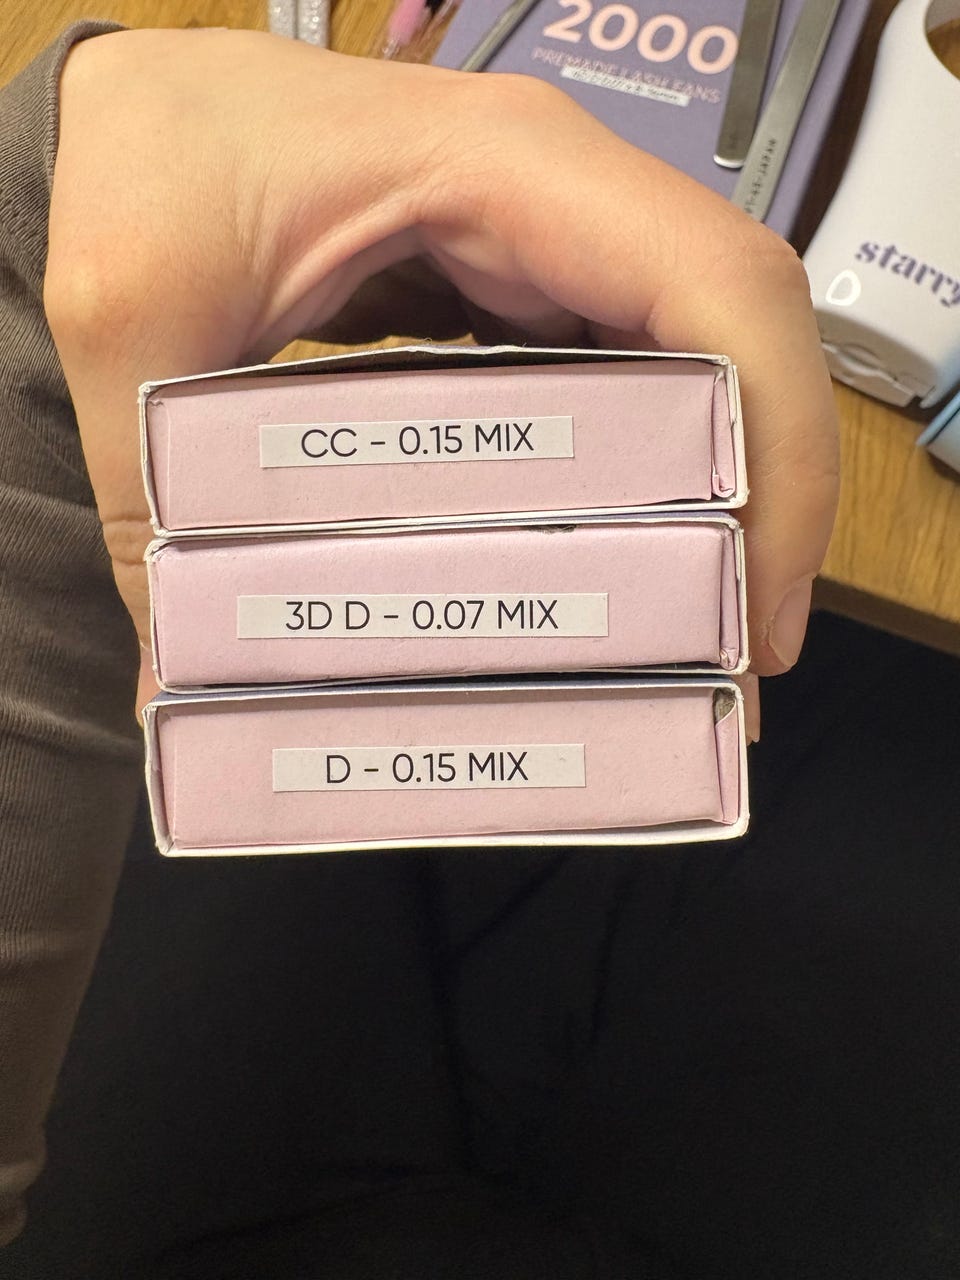 2000
PREMADE LASH FANS
starry
CC – 0.15 MIX
3D D – 0.07 MIX
D – 0.15 MIX